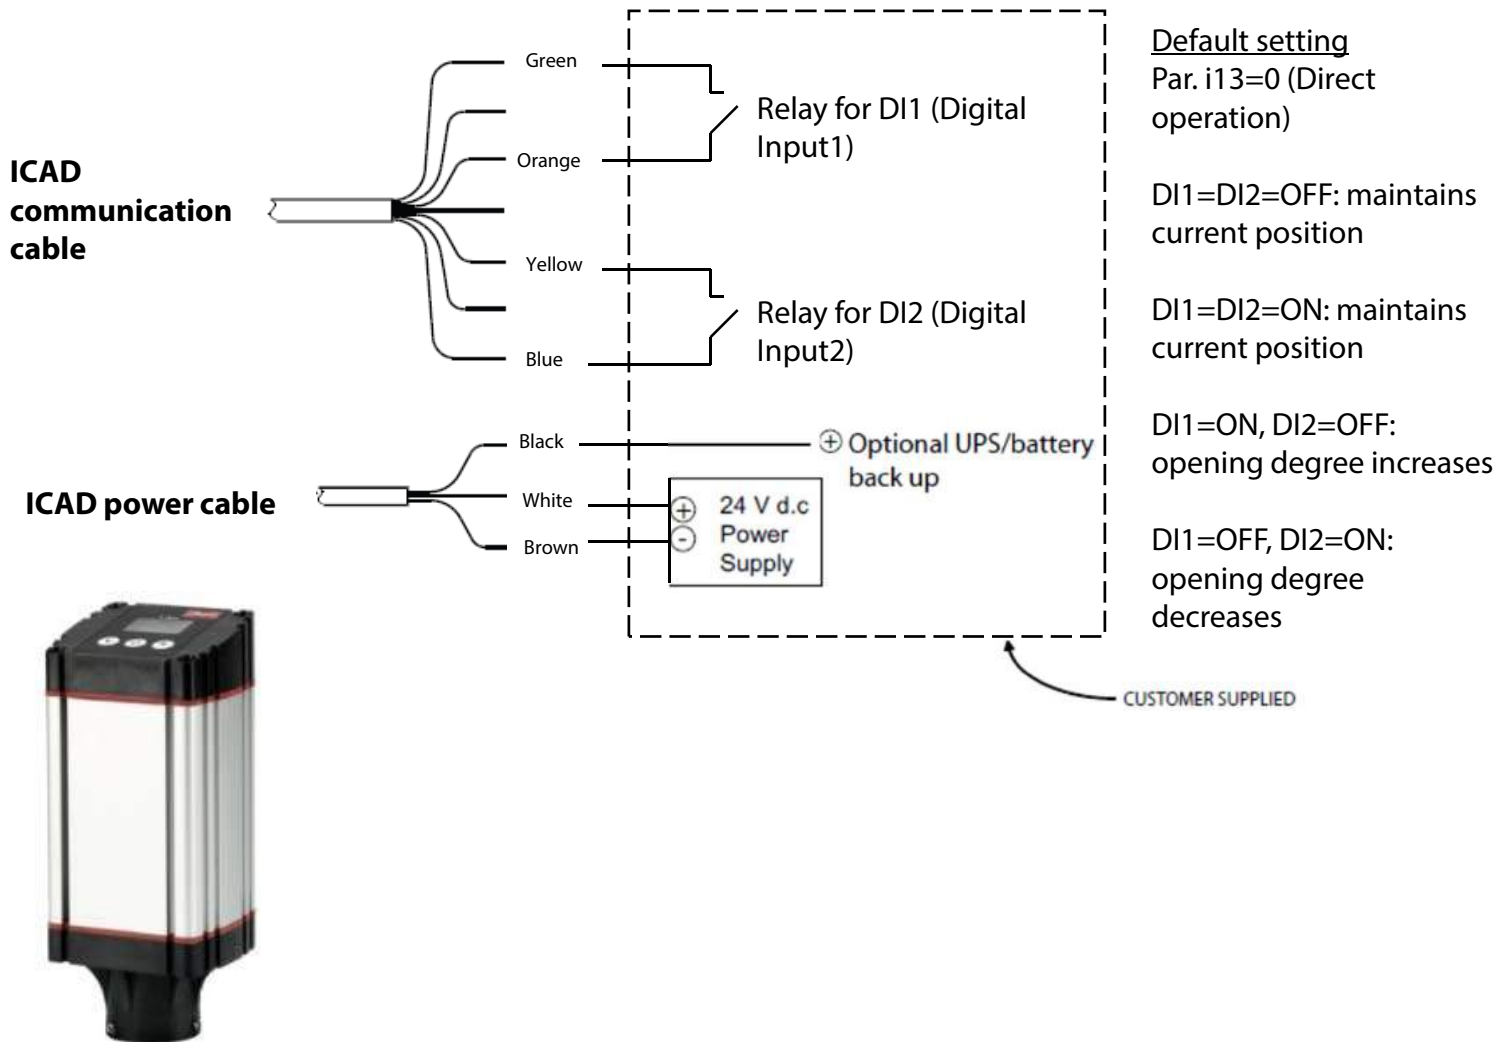 Green
Orange
Yellow
Blue
ICAD
communication
cable
Relay for DI1 (Digital
Input1)
Relay for DI2 (Digital
Input2)
Black
White
Brown
ICAD power cable
⊕ Optional UPS/battery
back up
+
-
24 V d.c
Power
Supply
Default setting
Par. i13=0 (Direct
operation)
DI1=DI2=OFF: maintains
current position
DI1=DI2=ON: maintains
current position
DI1=ON, DI2=OFF:
opening degree increases
DI1=OFF, DI2=ON:
opening degree
decreases
CUSTOMER SUPPLIED